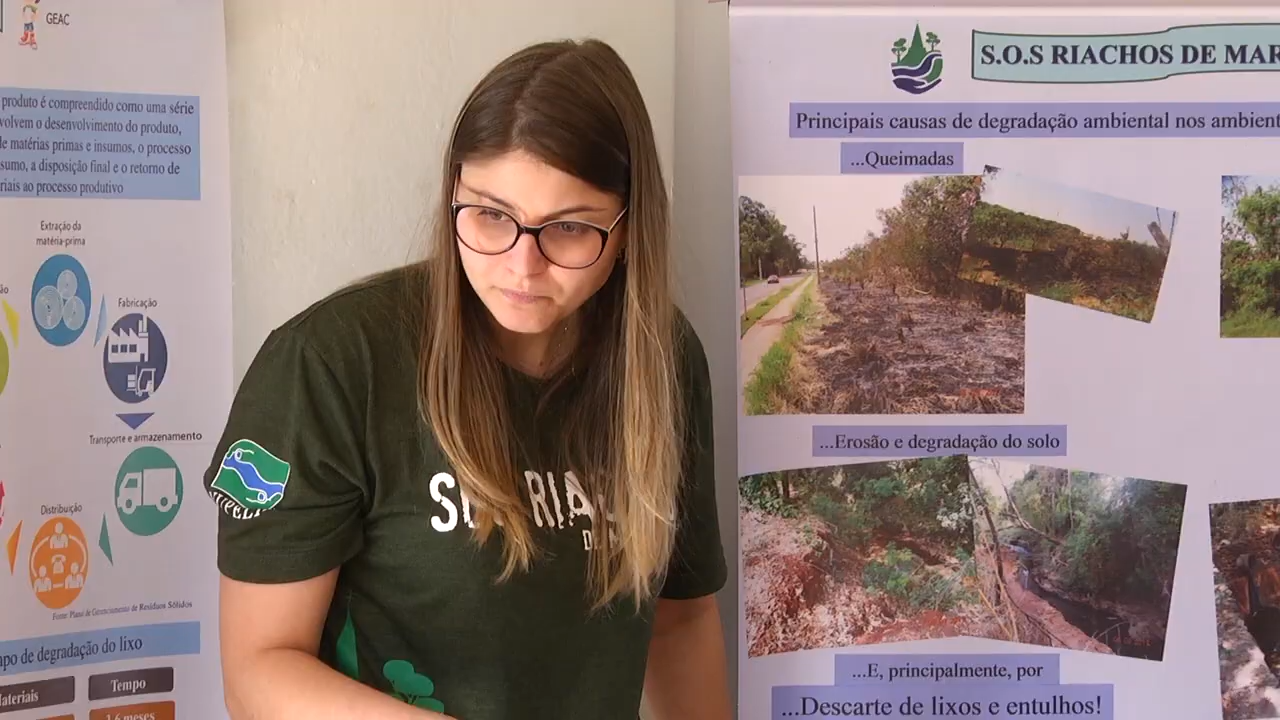 GEAC
produto é compreendido como uma série
volvem o desenvolvimento do produto,
e matérias primas e insumos, o processo
sumo, a disposição final e o retorno de
riais ao processo produtivo
Extração da
matéria-prima
ão
Fabricação
Transporte e armazenamento
Distribuição
Fonte Plano de Gerenciamento de Resíduos Sólidos
po de degradação do lixo
ateriais
Tempo
S.O.S RIACHOS DE MAR
Principais causas de degradação ambiental nos ambient
...Queimadas
...Erosão e degradação do solo
...E, principalmente, por
...Descarte de lixos e entulhos!